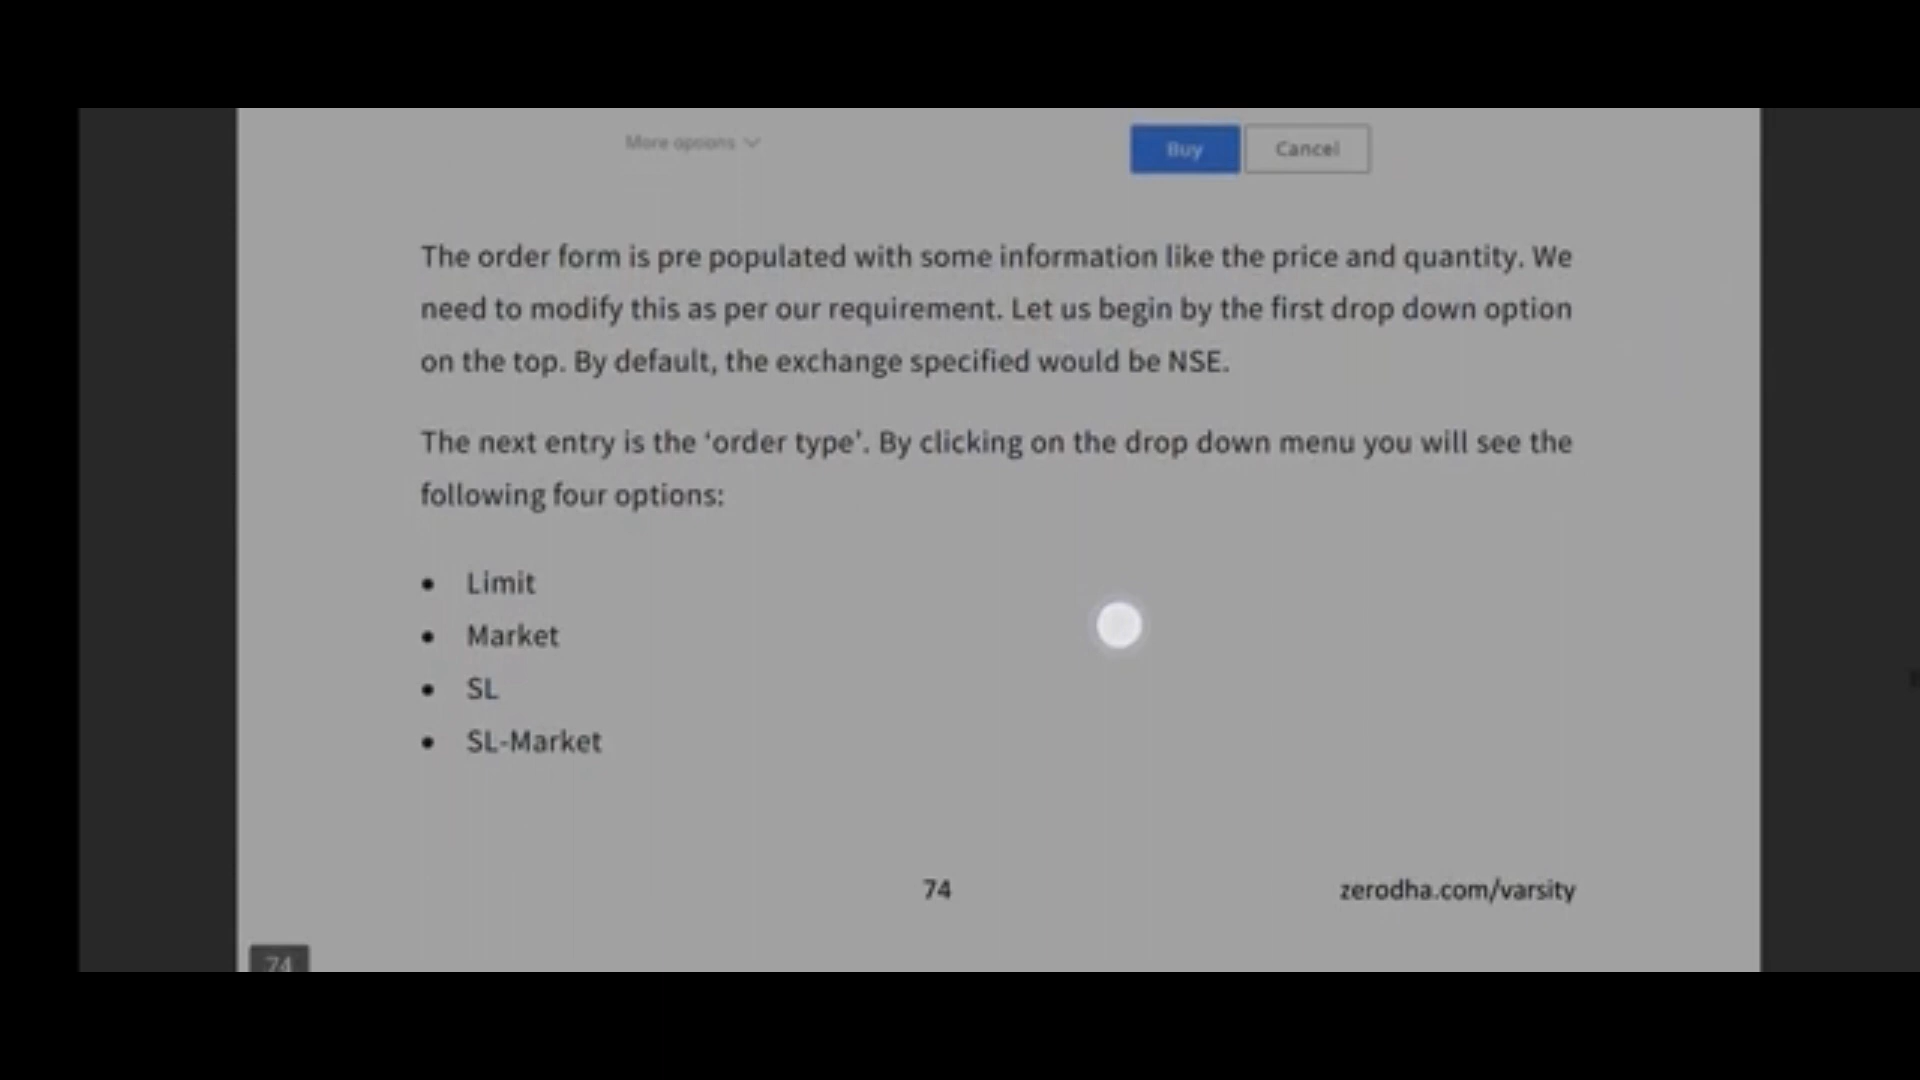 More options
Buy Cancel
The order form is pre populated with some information like the price and quantity. We
need to modify this as per our requirement. Let us begin by the first drop down option
on the top. By default, the exchange specified would be NSE.
The next entry is the ‘order type’. By clicking on the drop down menu you will see the
following four options:
• Limit
• Market
• SL
• SL-Market
74 zerodha.com/varsity
74